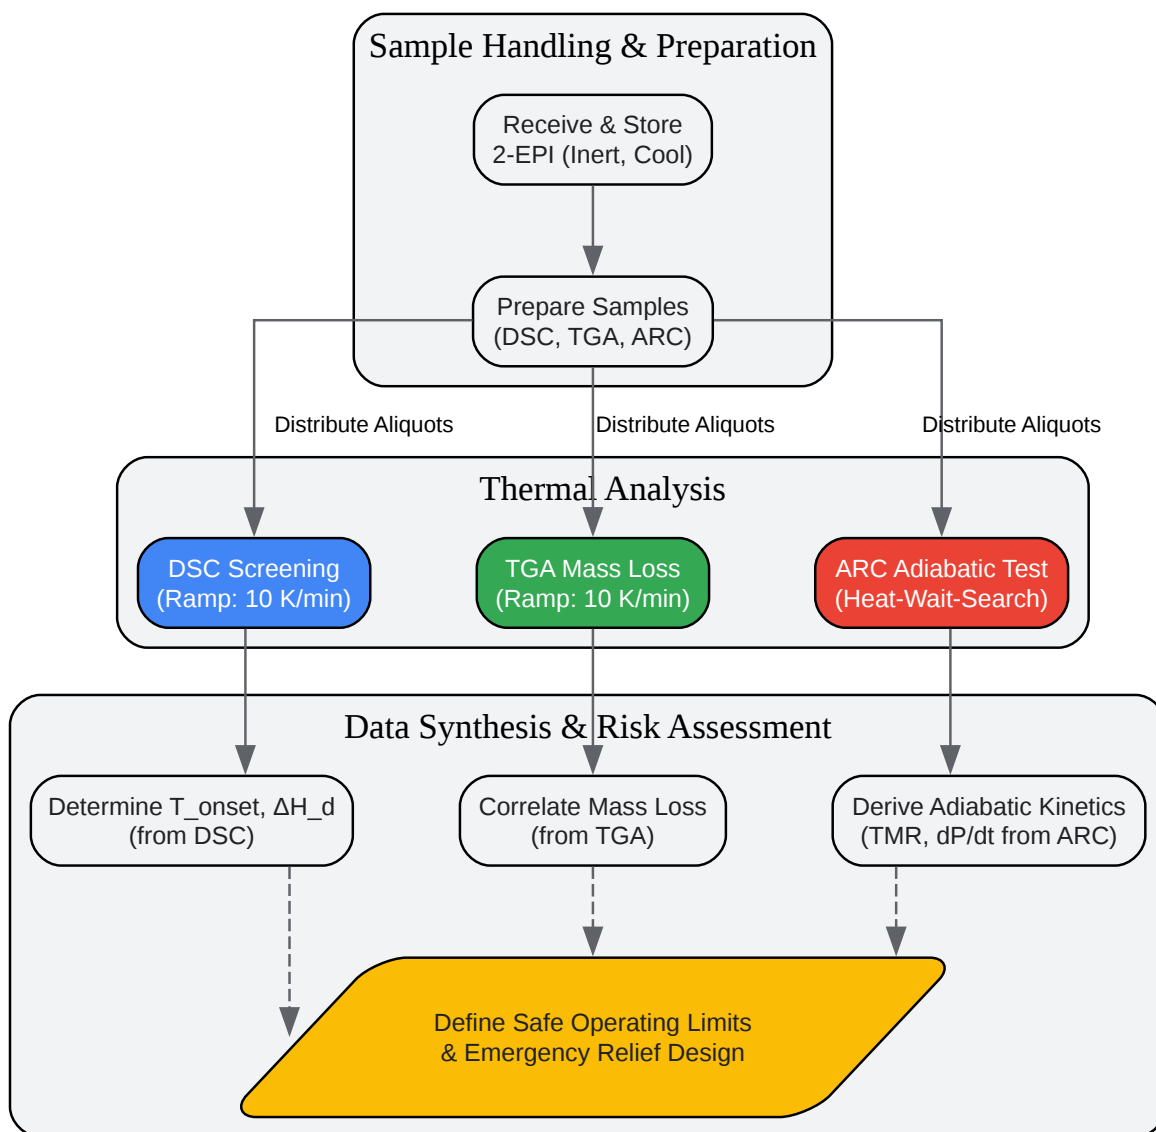 Sample Handling & Preparation
Receive & Store
2-EPI (Inert, Cool)
Prepare Samples
(DSC, TGA, ARC)
Distribute Aliquots
Distribute Aliquots
Distribute Aliquots
Thermal Analysis
DSC Screening
(Ramp: 10 K/min)
TGA Mass Loss
(Ramp: 10 K/min)
ARC Adiabatic Test
(Heat-Wait-Search)
Data Synthesis & Risk Assessment
Determine T_onset, ΔH_d
(from DSC)
Correlate Mass Loss
(from TGA)
Derive Adiabatic Kinetics
(TMR, dP/dt from ARC)
Define Safe Operating Limits
& Emergency Relief Design